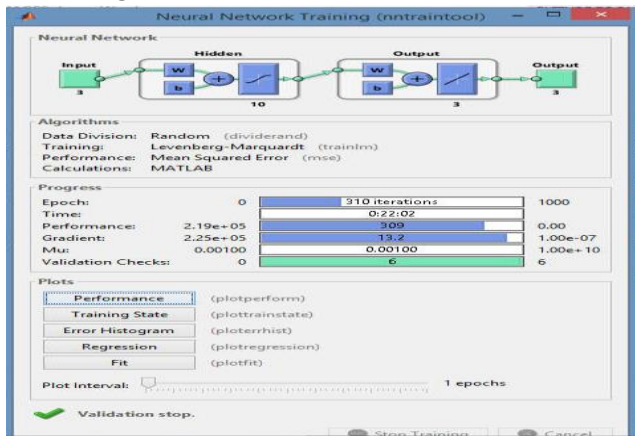 Neural Network Training (nntraintool)
Neural Network
Hidden
Output
Input
Output
W
W
+
+
b
b
3
10
3
3
Algorithms
Data Division: Random (dividerand)
Training: Levenberg-Marquardt (trainlm)
Performance: Mean Squared Error (mse)
Calculations: MATLAB
Progress
Epoch: 0 310 iterations 1000
Time: 0:22:02
Performance: 2.19e+05 309 0.00
Gradient: 2.25e+05 13.2 1.00e-07
Mu: 0.00100 0.00100 1.00e+10
Validation Checks: 0 6 6
Plots
Performance (plotperform)
Training State (plottrainstate)
Error Histogram (ploterrhist)
Regression (plotregression)
Fit (plotfit)
Plot Interval: 1 epochs
Validation stop.
Stop Training Cancel